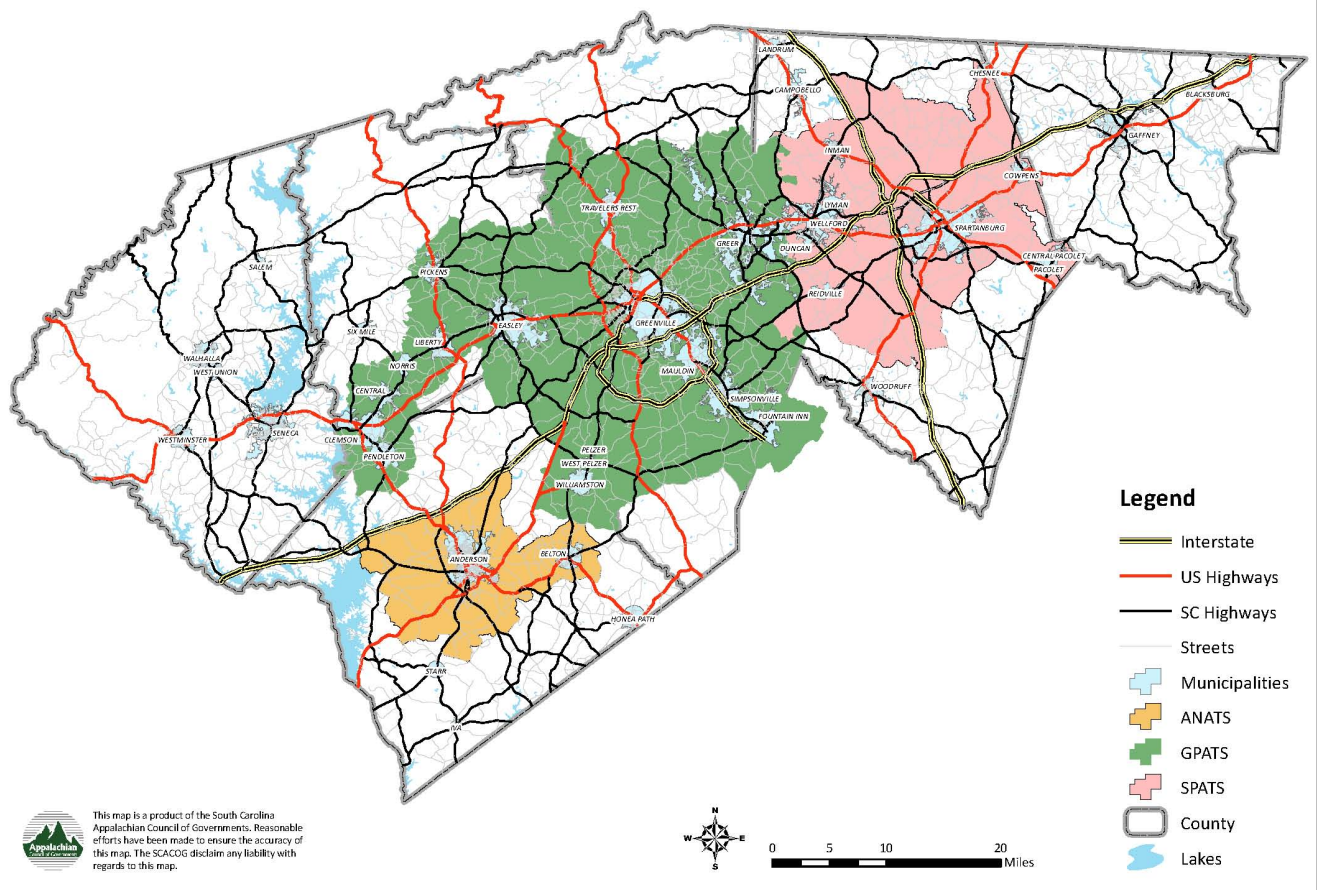 LANDRUM
CHESNEE
CAMPOBELLO
BLACKSBURG
GAFFNEY
INMAN
COWPENS
TRAVELERS REST
LYMAN
WELLFORD
SPARTANBURG
GREER
DUNCAN
CENTRAL PACOLET
SALEM
PICKENS
PACOLET
REIDVILLE
GREENVILLE
EASLEY
SIX MILE
LIBERTY
WALHALLA
NORRIS
WEST UNION
MAULDIN
WOODRUFF
CENTRAL
SIMPSONVILLE
FOUNTAIN INN
SENECA
WESTMINSTER
CLEMSON
PENDLETON
PELZER
WEST PELZER
WILLIAMSTON
BELTON
ANDERSON
HONEA PATH
STARR
IVA
Legend
Interstate
US Highways
SC Highways
Streets
Municipalities
ANATS
GPATS
SPATS
County
Lakes
Appalachian
Council of Governments
This map is a product of the South Carolina
Appalachian Council of Governments. Reasonable
efforts have been made to ensure the accuracy of
this map. The SCACOG disclaim any liability with
regards to this map.
N
W
E
S
0 5 10 20
Miles